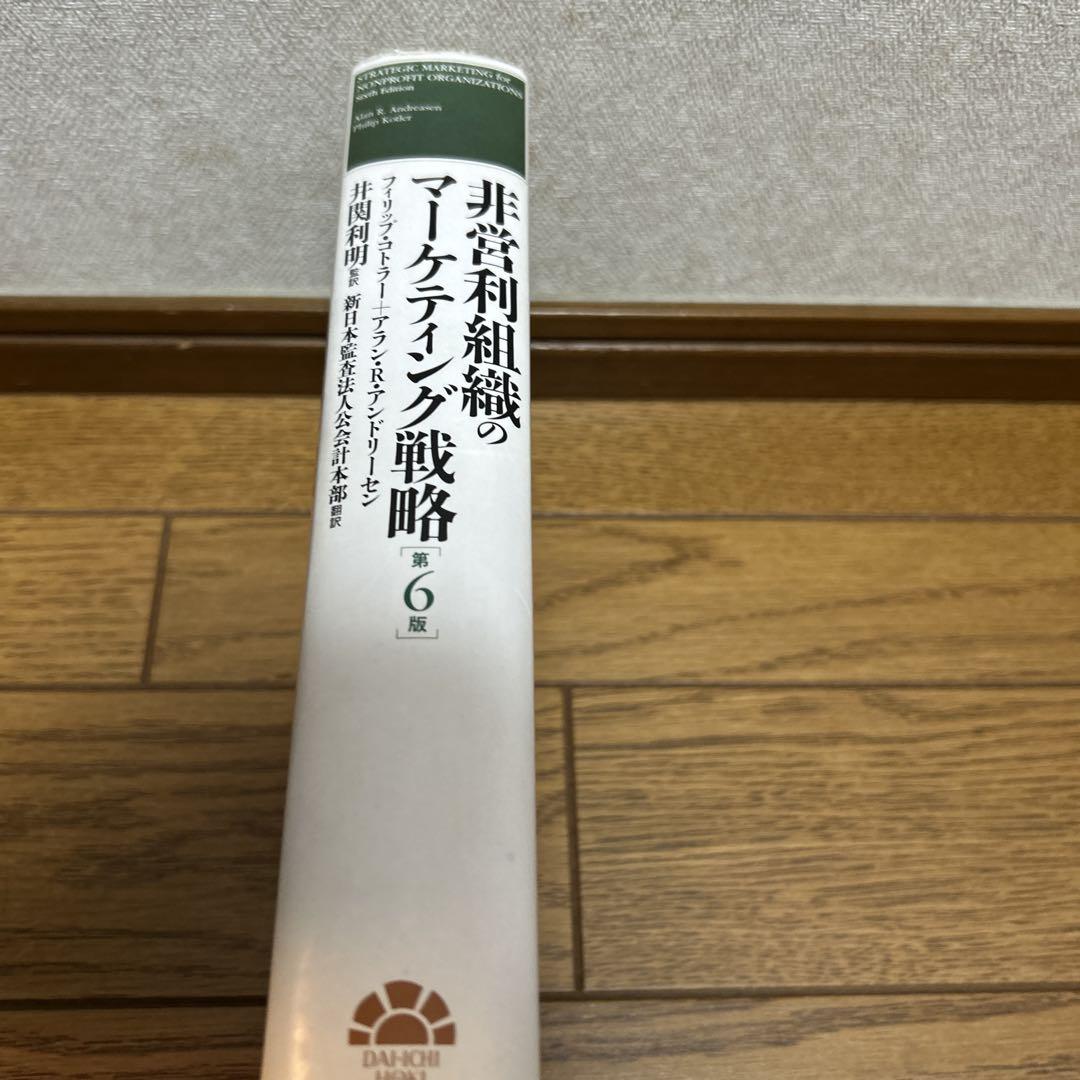 STRATEGIC MARKETING for
NONPROFIT ORGANIZATIONS
Sixth Edition
Alan R. Andreasen
Philip Kotler
非営利組織の
マーケティング戦略
[第6版]
フィリップ・コトラー+アラン・R・アンドリーセン
井関利明 監訳 新日本監査法人公会計本部 翻訳
DAI-ICHI
HOKI